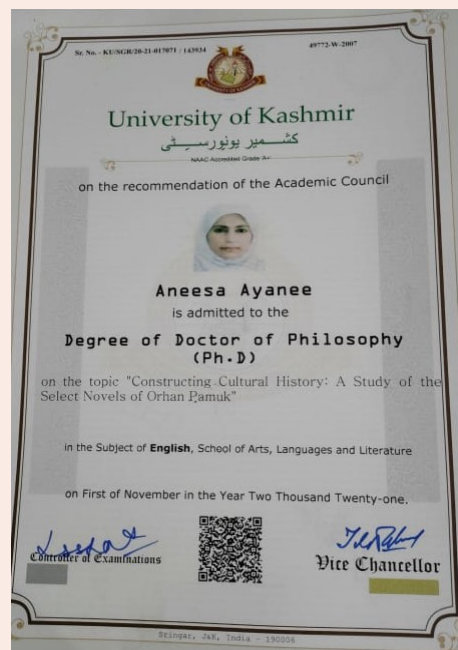 Sr. No. - KU/SGR/20-21-017071 / 143934
49772-W-2007
University of Kashmir
کشمیر یونیورسیٹی
NAAC Accredited Grade 'A+'
on the recommendation of the Academic Council
Aneesa Ayanee
is admitted to the
Degree of Doctor of Philosophy
(Ph.D)
on the topic "Constructing Cultural History: A Study of the
Select Novels of Orhan Pamuk"
in the Subject of English, School of Arts, Languages and Literature
on First of November in the Year Two Thousand Twenty-one.
Controller of Examinations
Vice Chancellor
Sringar, J&K, India - 190006